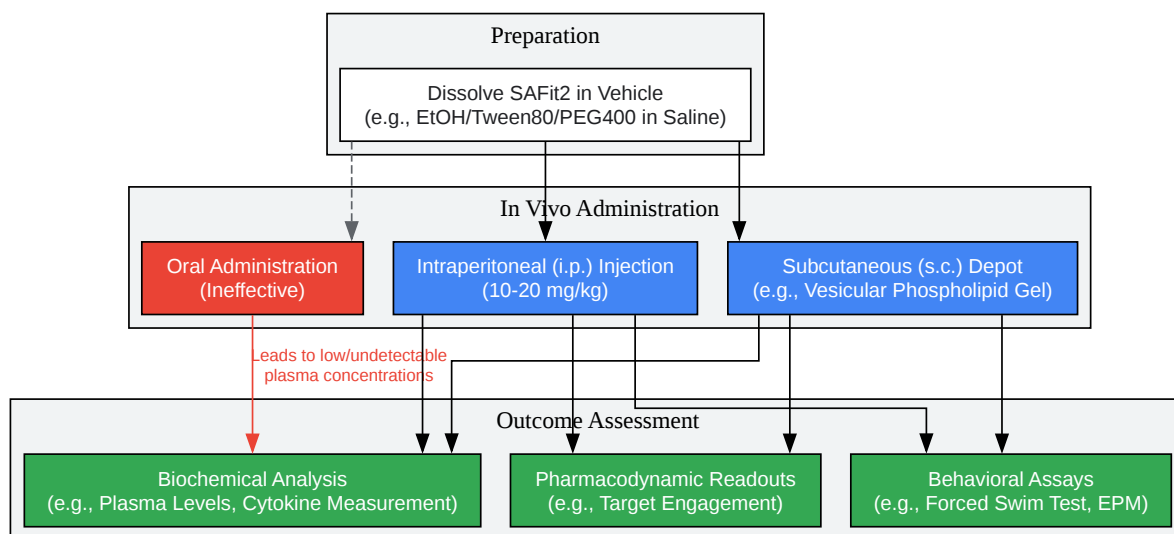 Preparation
Dissolve SAFit2 in Vehicle
(e.g., EtOH/Tween80/PEG400 in Saline)
In Vivo Administration
Oral Administration
(Ineffective)
Intraperitoneal (i.p.) Injection
(10-20 mg/kg)
Subcutaneous (s.c.) Depot
(e.g., Vesicular Phospholipid Gel)
Leads to low/undetectable
plasma concentrations
Outcome Assessment
Biochemical Analysis
(e.g., Plasma Levels, Cytokine Measurement)
Pharmacodynamic Readouts
(e.g., Target Engagement)
Behavioral Assays
(e.g., Forced Swim Test, EPM)